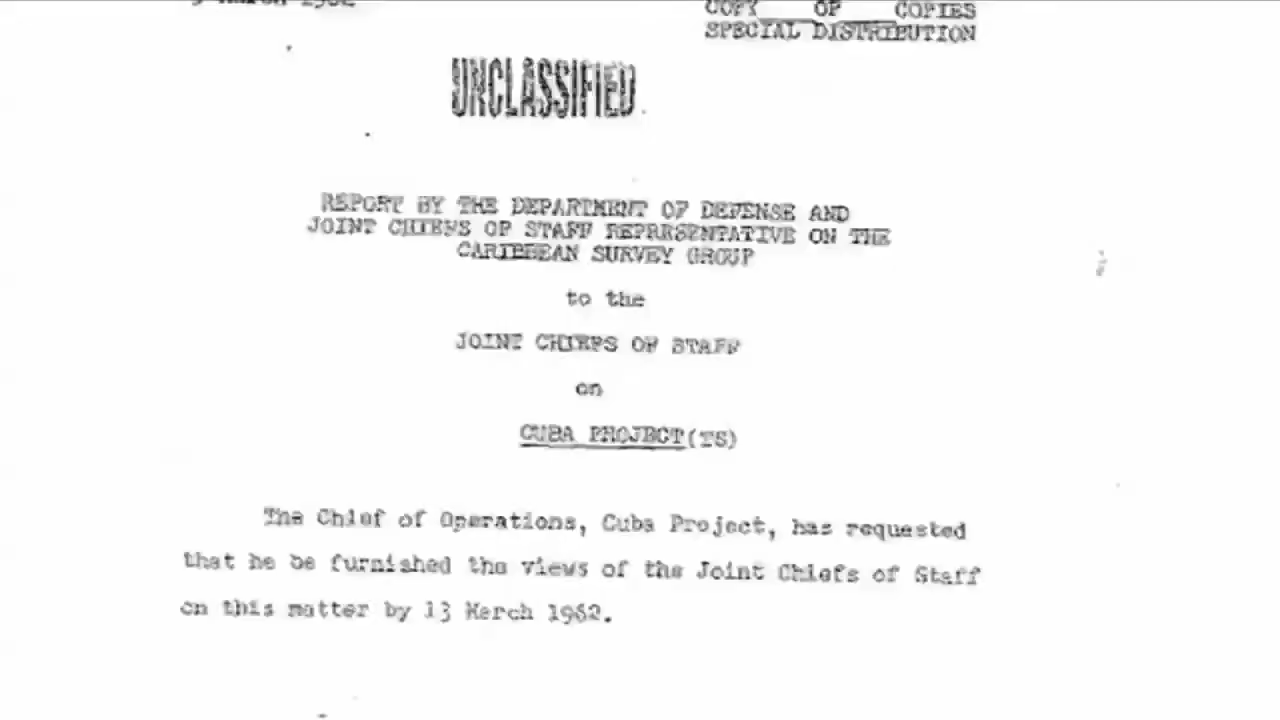 9 March 1962
COPY OF COPIES
SPECIAL DISTRIBUTION
UNCLASSIFIED
REPORT BY THE DEPARTMENT OF DEFENSE AND
JOINT CHIEFS OF STAFF REPRESENTATIVE ON THE
CARIBBEAN SURVEY GROUP
to the
JOINT CHIEFS OF STAFF
on
CUBA PROJECT(TS)
The Chief of Operations, Cuba Project, has requested
that he be furnished the views of the Joint Chiefs of Staff
on this matter by 13 March 1962.